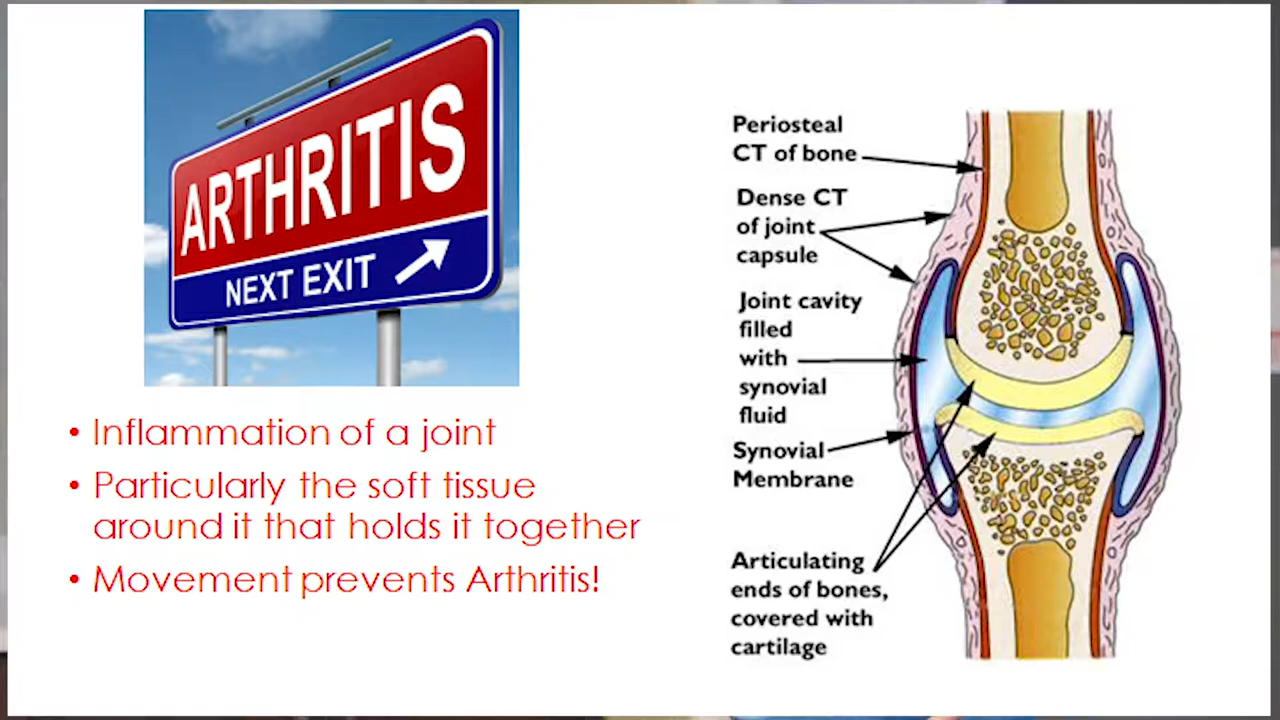 ARTHRITIS
NEXT EXIT
• Inflammation of a joint
• Particularly the soft tissue
around it that holds it together
• Movement prevents Arthritis!
Periosteal
CT of bone
Dense CT
of joint
capsule
Joint cavity
filled
with
synovial
fluid
Synovial
Membrane
Articulating
ends of bones,
covered with
cartilage